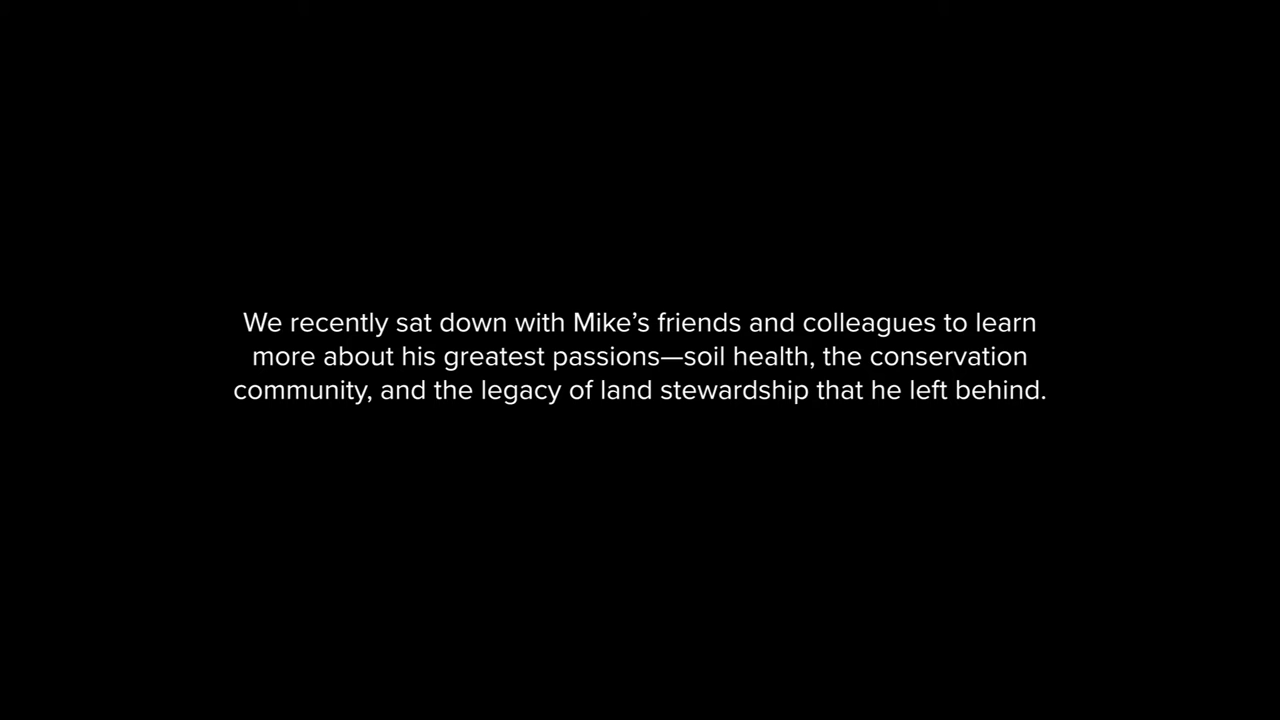 We recently sat down with Mike’s friends and colleagues to learn
more about his greatest passions—soil health, the conservation
community, and the legacy of land stewardship that he left behind.